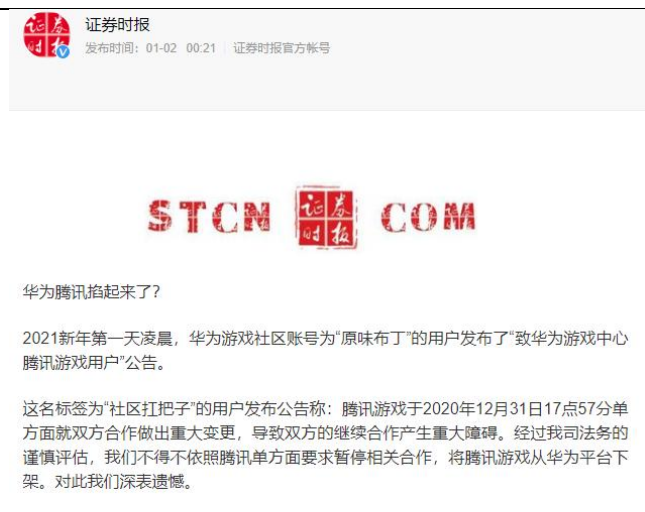 证券时报
证券时报
发布时间：01-02 00:21 证券时报官方帐号
STCN 证券时报 COM
华为腾讯掐起来了？
2021新年第一天凌晨，华为游戏社区账号为“原味布丁”的用户发布了“致华为游戏中心
腾讯游戏用户”公告。
这名标签为“社区扛把子”的用户发布公告称：腾讯游戏于2020年12月31日17点57分单
方面就双方合作做出重大变更，导致双方的继续合作产生重大障碍。经过我司法务的
谨慎评估，我们不得不依照腾讯单方面要求暂停相关合作，将腾讯游戏从华为平台下
架。对此我们深表遗憾。